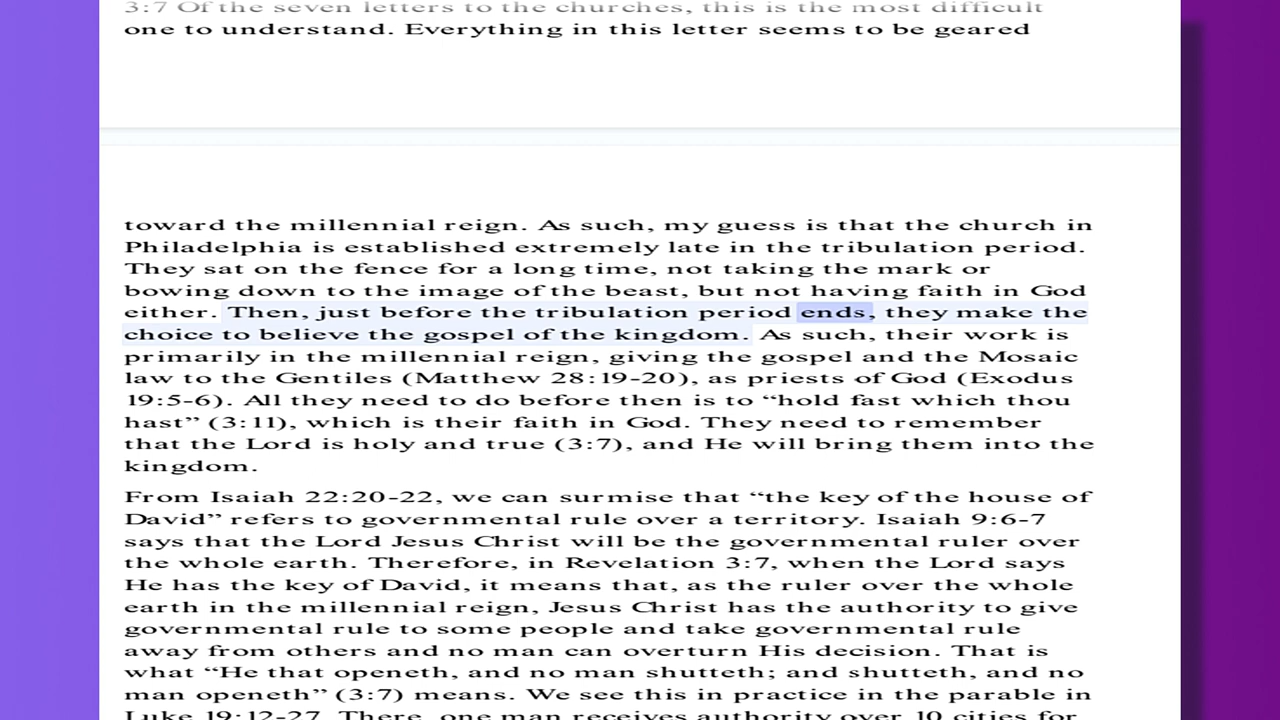 3:7 Of the seven letters to the churches, this is the most difficult
one to understand. Everything in this letter seems to be geared
toward the millennial reign. As such, my guess is that the church in
Philadelphia is established extremely late in the tribulation period.
They sat on the fence for a long time, not taking the mark or
bowing down to the image of the beast, but not having faith in God
either. Then, just before the tribulation period ends, they make the
choice to believe the gospel of the kingdom. As such, their work is
primarily in the millennial reign, giving the gospel and the Mosaic
law to the Gentiles (Matthew 28:19-20), as priests of God (Exodus
19:5-6). All they need to do before then is to “hold fast which thou
hast” (3:11), which is their faith in God. They need to remember
that the Lord is holy and true (3:7), and He will bring them into the
kingdom.
From Isaiah 22:20-22, we can surmise that “the key of the house of
David” refers to governmental rule over a territory. Isaiah 9:6-7
says that the Lord Jesus Christ will be the governmental ruler over
the whole earth. Therefore, in Revelation 3:7, when the Lord says
He has the key of David, it means that, as the ruler over the whole
earth in the millennial reign, Jesus Christ has the authority to give
governmental rule to some people and take governmental rule
away from others and no man can overturn His decision. That is
what “He that openeth, and no man shutteth; and shutteth, and no
man openeth” (3:7) means. We see this in practice in the parable in
Luke 19:12-27. There, one man receives authority over 10 cities for